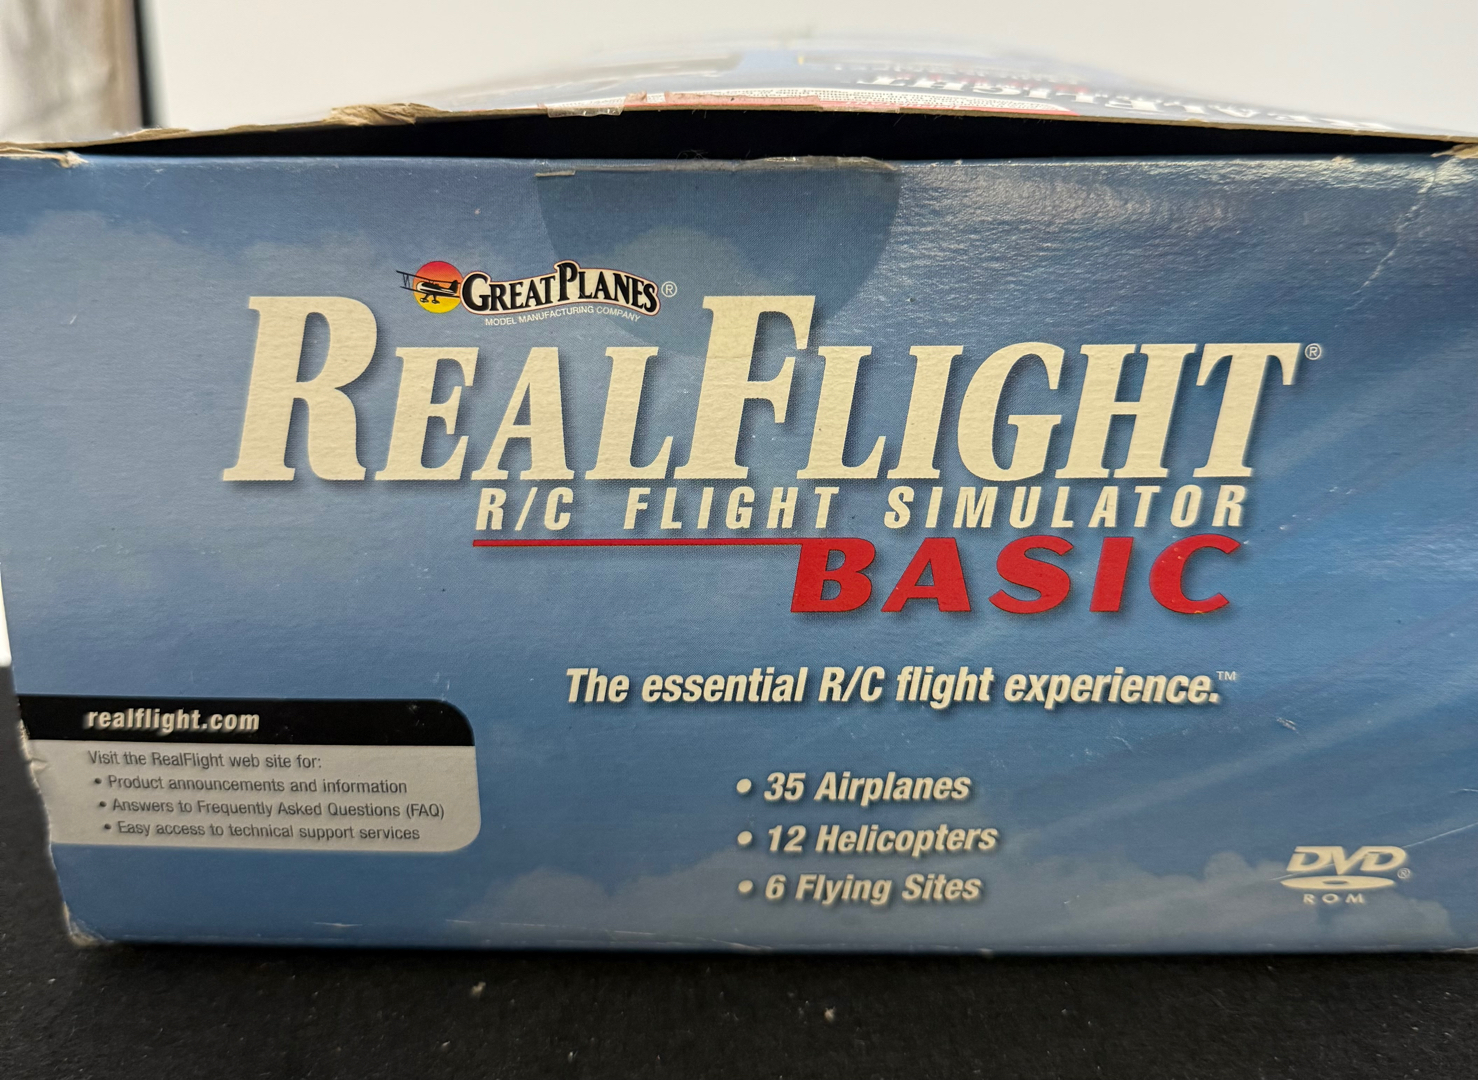 GREAT PLANES®
MODEL MANUFACTURING COMPANY
REALFLIGHT®
R/C FLIGHT SIMULATOR
BASIC
The essential R/C flight experience.™
realflight.com
Visit the RealFlight web site for:
• Product announcements and information
• Answers to Frequently Asked Questions (FAQ)
• Easy access to technical support services
• 35 Airplanes
• 12 Helicopters
• 6 Flying Sites
DVD®
ROM